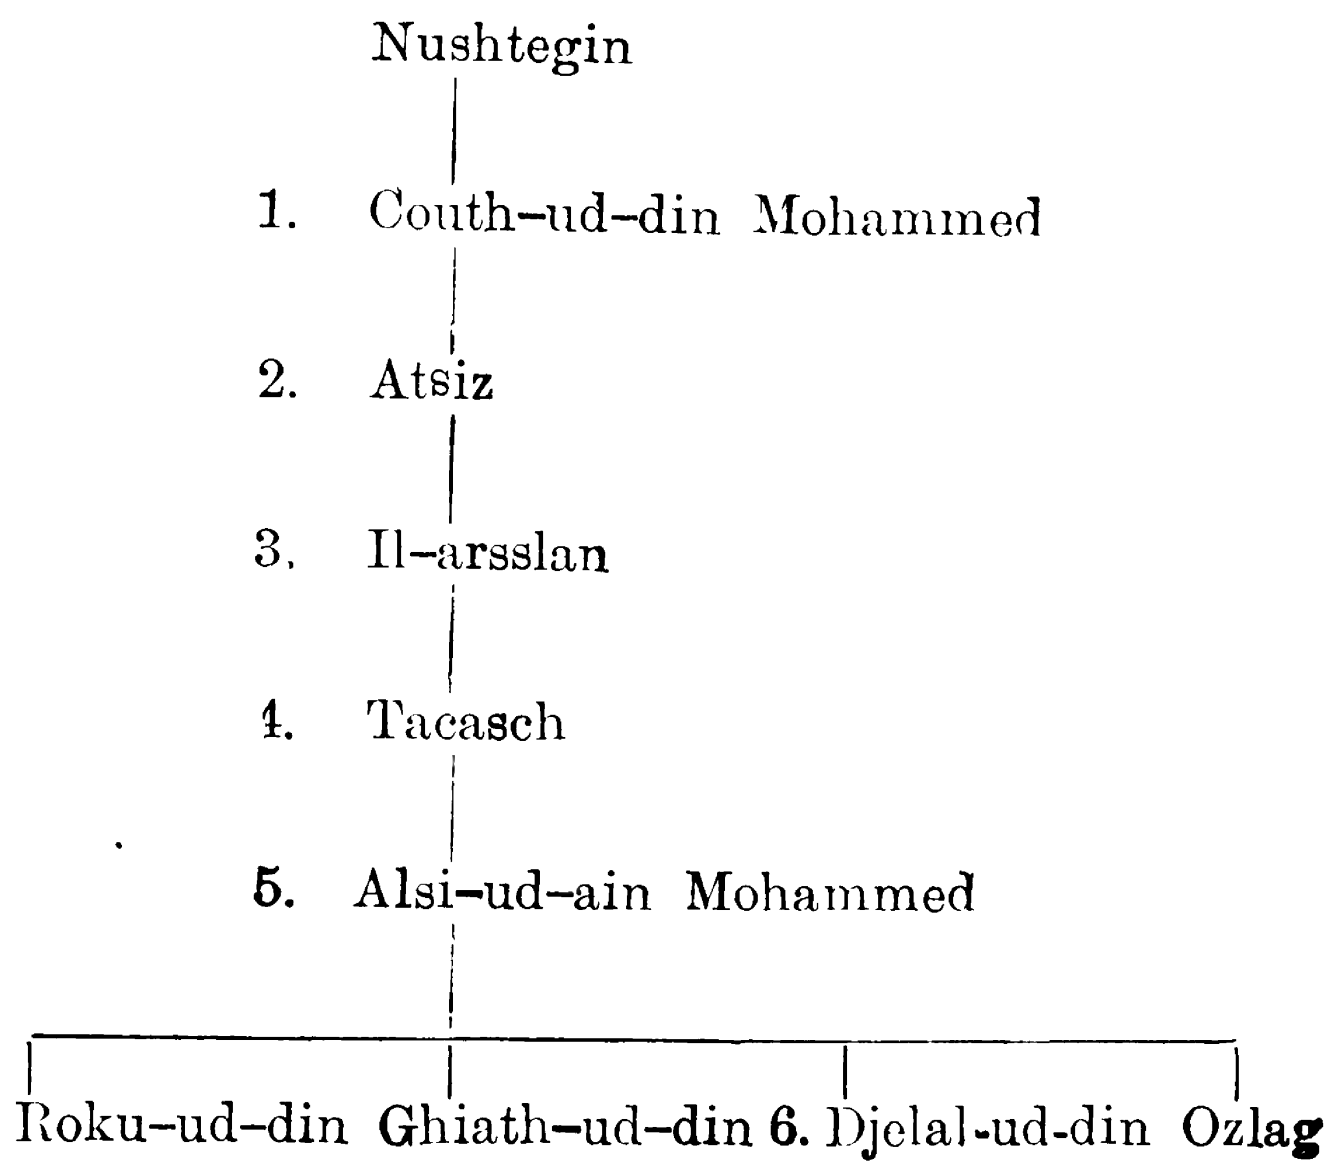 Nushtegin
1. Couth-ud-din Mohammed
2. Atsiz
3. Il-arsslan
4. Tacasch
5. Alsi-ud-ain Mohammed
Roku-ud-din Ghiath-ud-din 6. Djelal-ud-din Ozlag